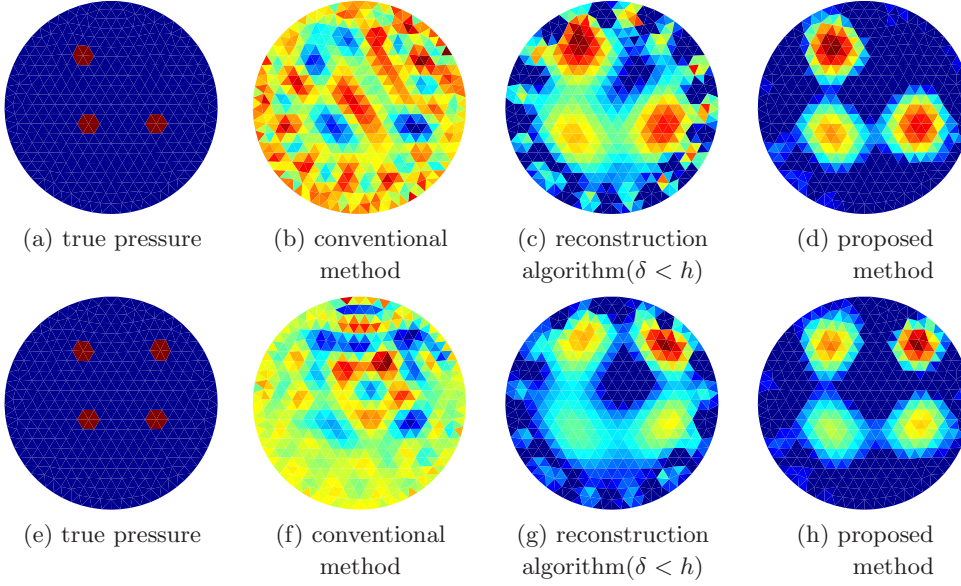 (a) true pressure
(b) conventional
method
(c) reconstruction
algorithm(δ < h)
(d) proposed
method
(e) true pressure
(f) conventional
method
(g) reconstruction
algorithm(δ < h)
(h) proposed
method